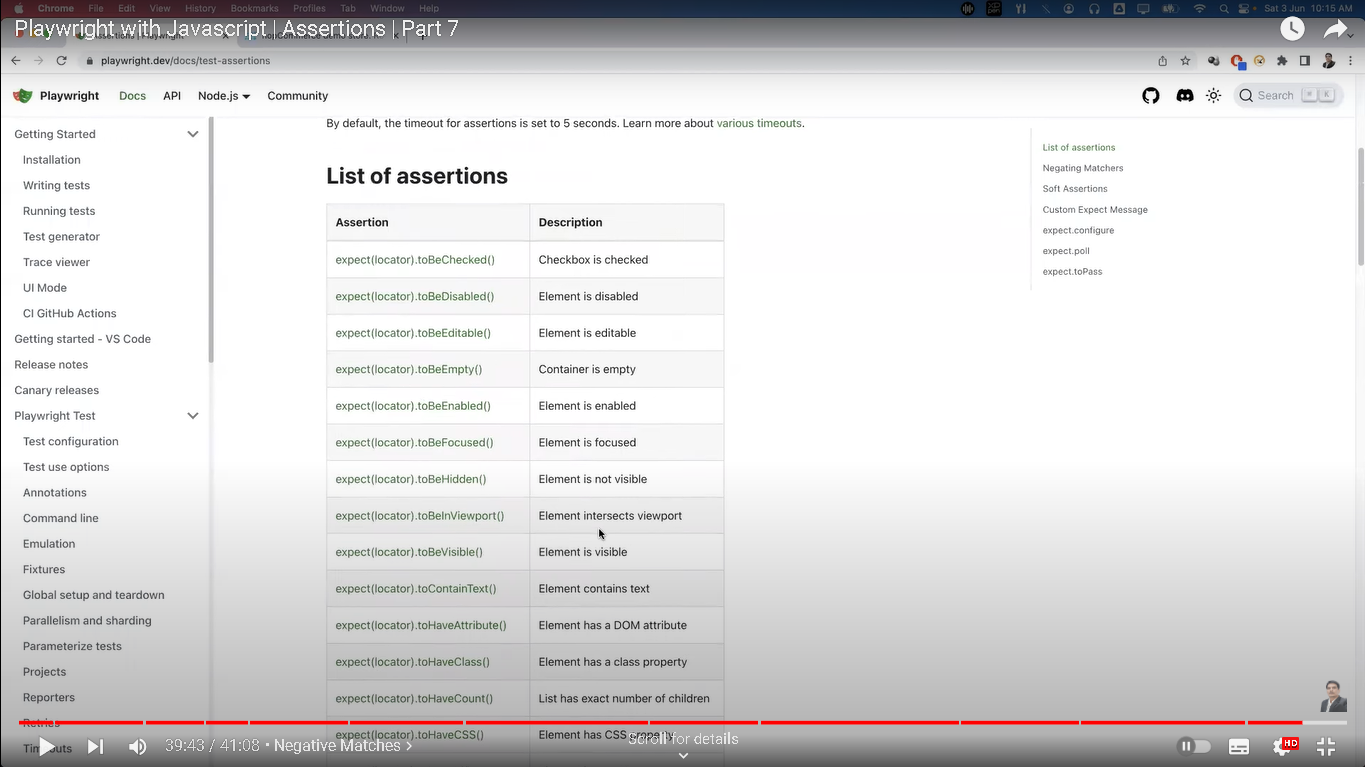 Chrome File Edit View History Bookmarks Profiles Tab Window Help Sat 3 Jun 10:15 AM
Playwright with Javascript | Assertions | Part 7
playwright.dev/docs/test-assertions
Playwright Docs API Node.js Community Search ⌘ K
Getting Started
Installation
Writing tests
Running tests
Test generator
Trace viewer
UI Mode
CI GitHub Actions
Getting started - VS Code
Release notes
Canary releases
Playwright Test
Test configuration
Test use options
Annotations
Command line
Emulation
Fixtures
Global setup and teardown
Parallelism and sharding
Parameterize tests
Projects
Reporters
Retries
Timeouts
By default, the timeout for assertions is set to 5 seconds. Learn more about various timeouts.
List of assertions
Assertion Description
expect(locator).toBeChecked() Checkbox is checked
expect(locator).toBeDisabled() Element is disabled
expect(locator).toBeEditable() Element is editable
expect(locator).toBeEmpty() Container is empty
expect(locator).toBeEnabled() Element is enabled
expect(locator).toBeFocused() Element is focused
expect(locator).toBeHidden() Element is not visible
expect(locator).toBeInViewport() Element intersects viewport
expect(locator).toBeVisible() Element is visible
expect(locator).toContainText() Element contains text
expect(locator).toHaveAttribute() Element has a DOM attribute
expect(locator).toHaveClass() Element has a class property
expect(locator).toHaveCount() List has exact number of children
expect(locator).toHaveCSS() Element has CSS property
List of assertions
Negating Matchers
Soft Assertions
Custom Expect Message
expect.configure
expect.poll
expect.toPass
39:43 / 41:08 • Negative Matches >
Scroll for details
HD